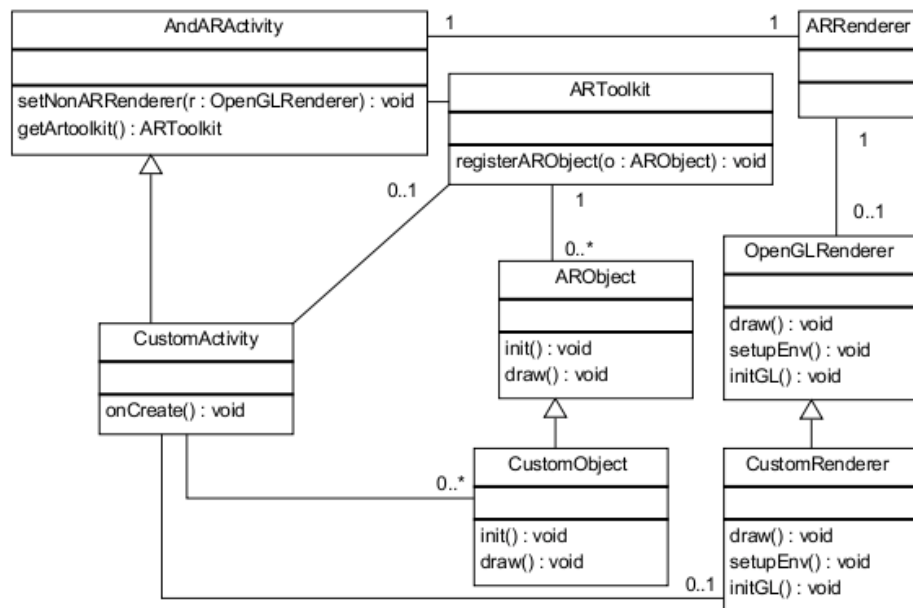 AndARActivity
setNonARRenderer(r : OpenGLRenderer) : void
getArtoolkit() : ARToolkit
1
1
ARRenderer
ARToolkit
registerARObject(o : ARObject) : void
0..1
1
0..*
1
0..1
ARObject
init() : void
draw() : void
OpenGLRenderer
draw() : void
setupEnv() : void
initGL() : void
CustomActivity
onCreate() : void
0..*
CustomObject
init() : void
draw() : void
CustomRenderer
draw() : void
setupEnv() : void
initGL() : void
0..1